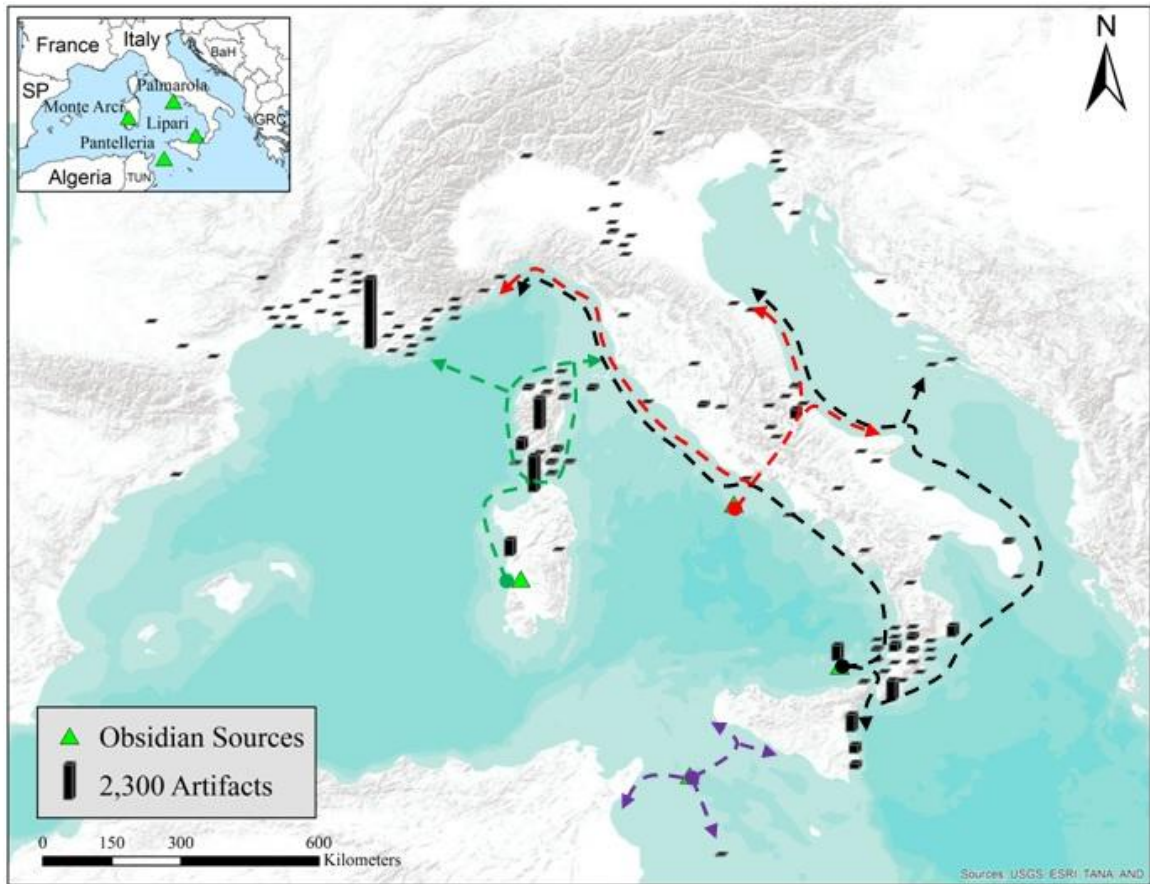 France
Italy
BaH
SP
Palmarola
Monte Arci
Lipari
GRC
Pantelleria
Algeria
TUN
N
Obsidian Sources
2,300 Artifacts
0 150 300 600
Kilometers
Sources: USGS, ESRI, TANA, AND